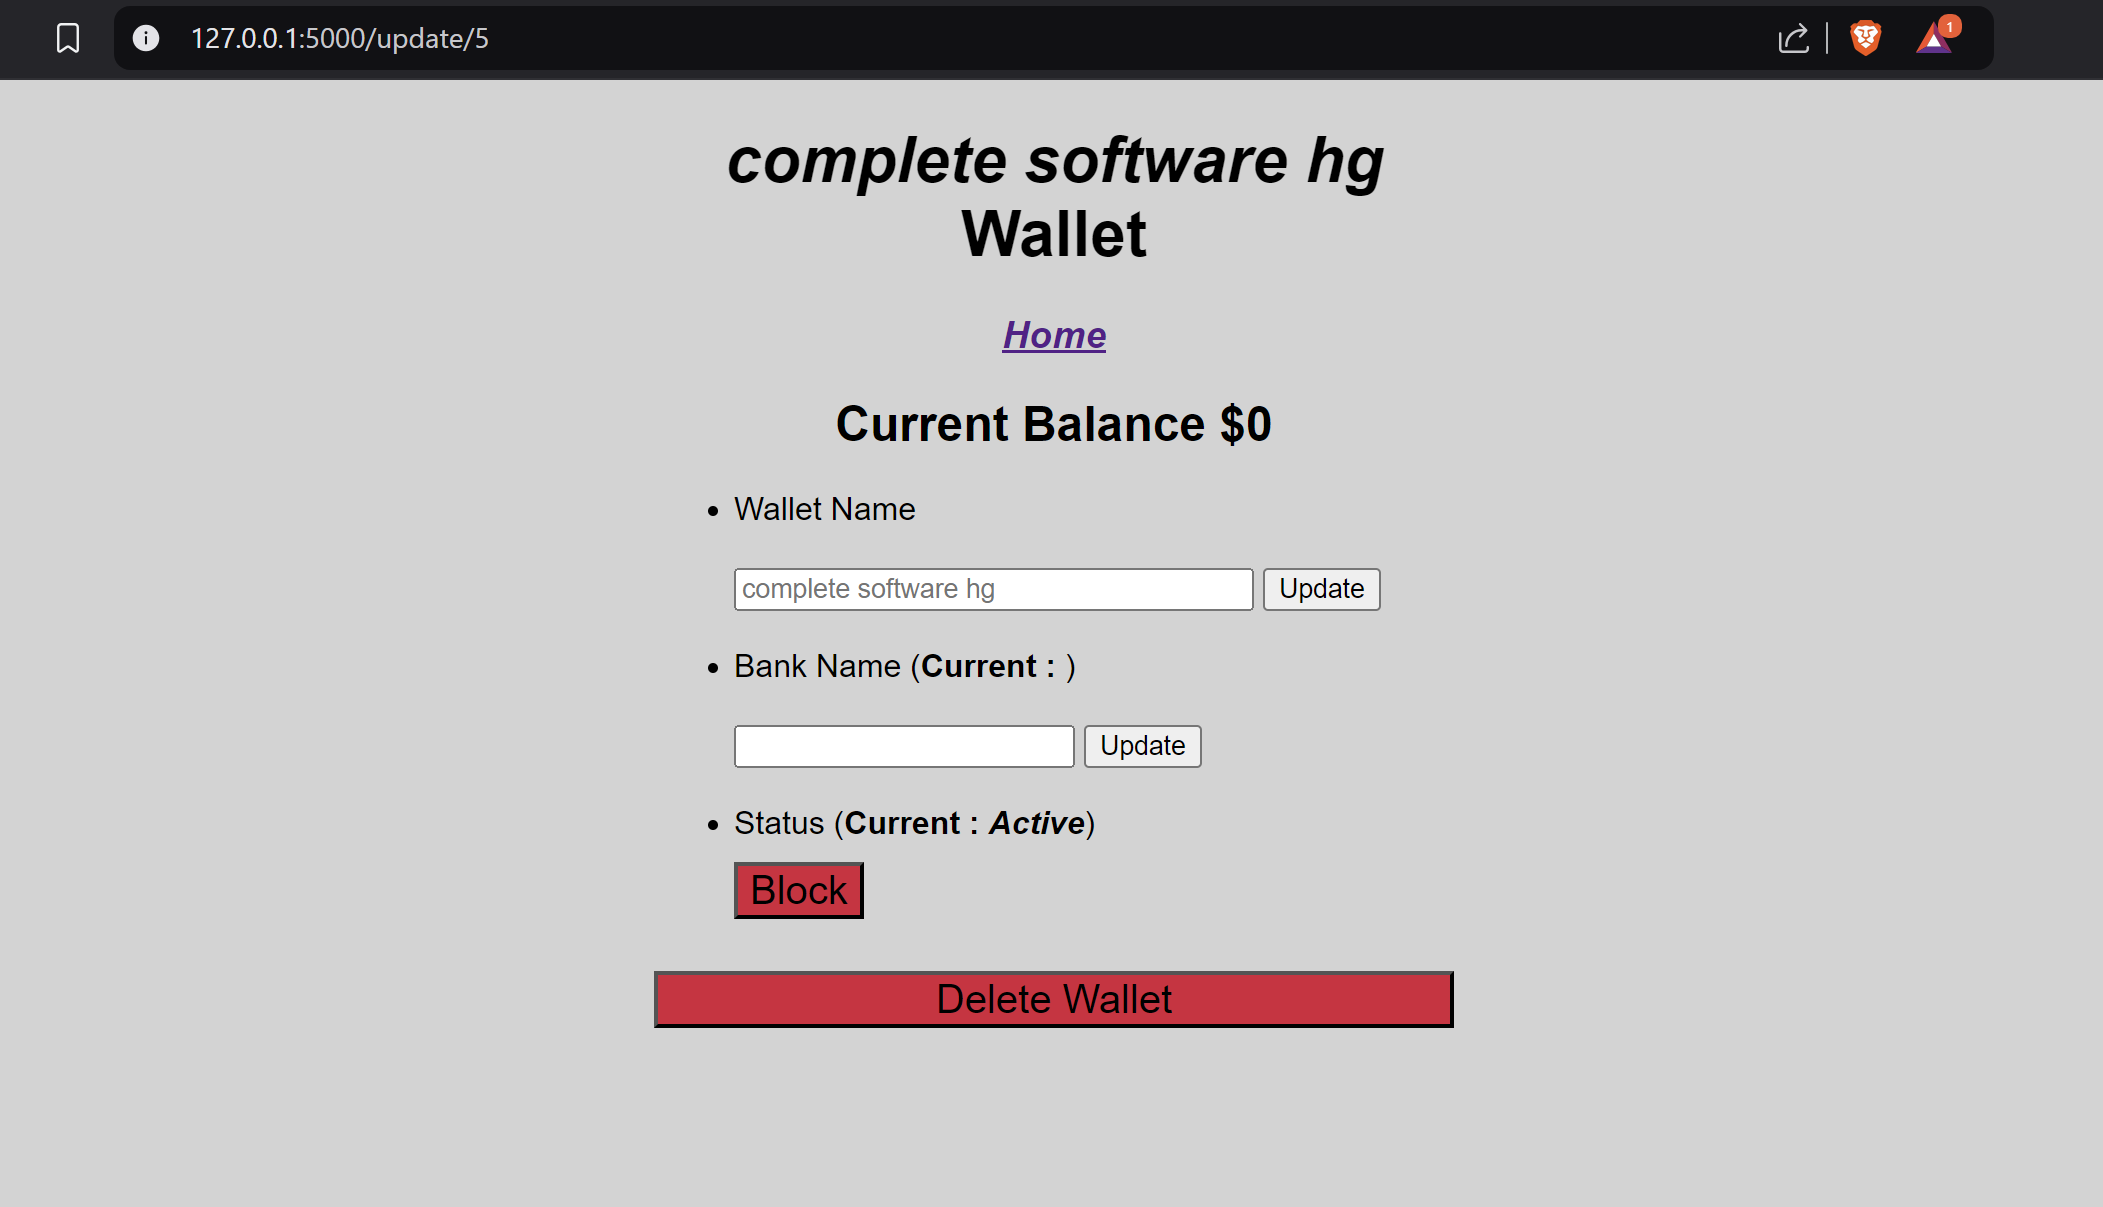 127.0.0.1:5000/update/5
1
complete software hg
Wallet
Home
Current Balance $0
Wallet Name
complete software hg Update
Bank Name (Current : )
Update
Status (Current : Active)
Block
Delete Wallet